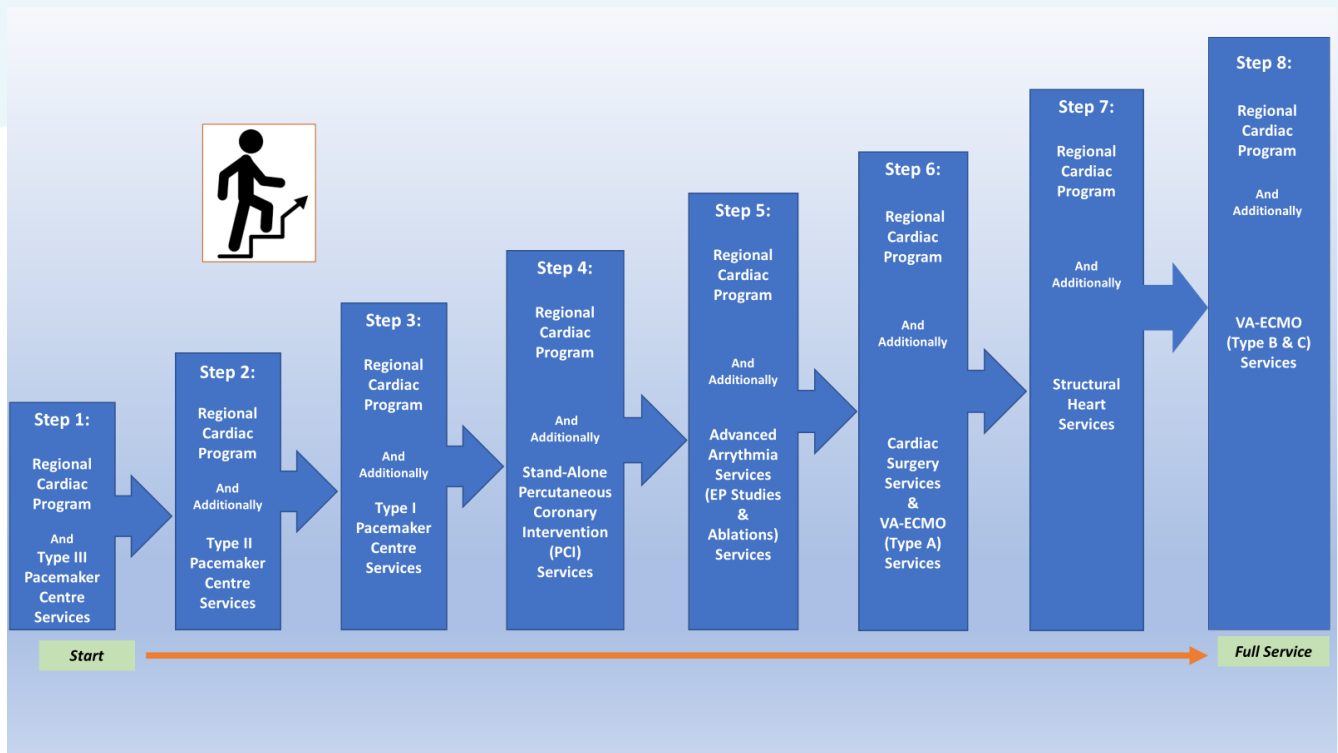 Step 1:
Regional
Cardiac
Program
And
Type III
Pacemaker
Centre
Services
Step 2:
Regional
Cardiac
Program
And
Additionally
Type II
Pacemaker
Centre
Services
Step 3:
Regional
Cardiac
Program
And
Additionally
Type I
Pacemaker
Centre
Services
Step 4:
Regional
Cardiac
Program
And
Additionally
Stand-Alone
Percutaneous
Coronary
Intervention
(PCI)
Services
Step 5:
Regional
Cardiac
Program
And
Additionally
Advanced
Arrythmia
Services
(EP Studies
&
Ablations)
Services
Step 6:
Regional
Cardiac
Program
And
Additionally
Cardiac
Surgery
Services
&
VA-ECMO
(Type A)
Services
Step 7:
Regional
Cardiac
Program
And
Additionally
Structural
Heart
Services
Step 8:
Regional
Cardiac
Program
And
Additionally
VA-ECMO
(Type B & C)
Services
Start
Full Service